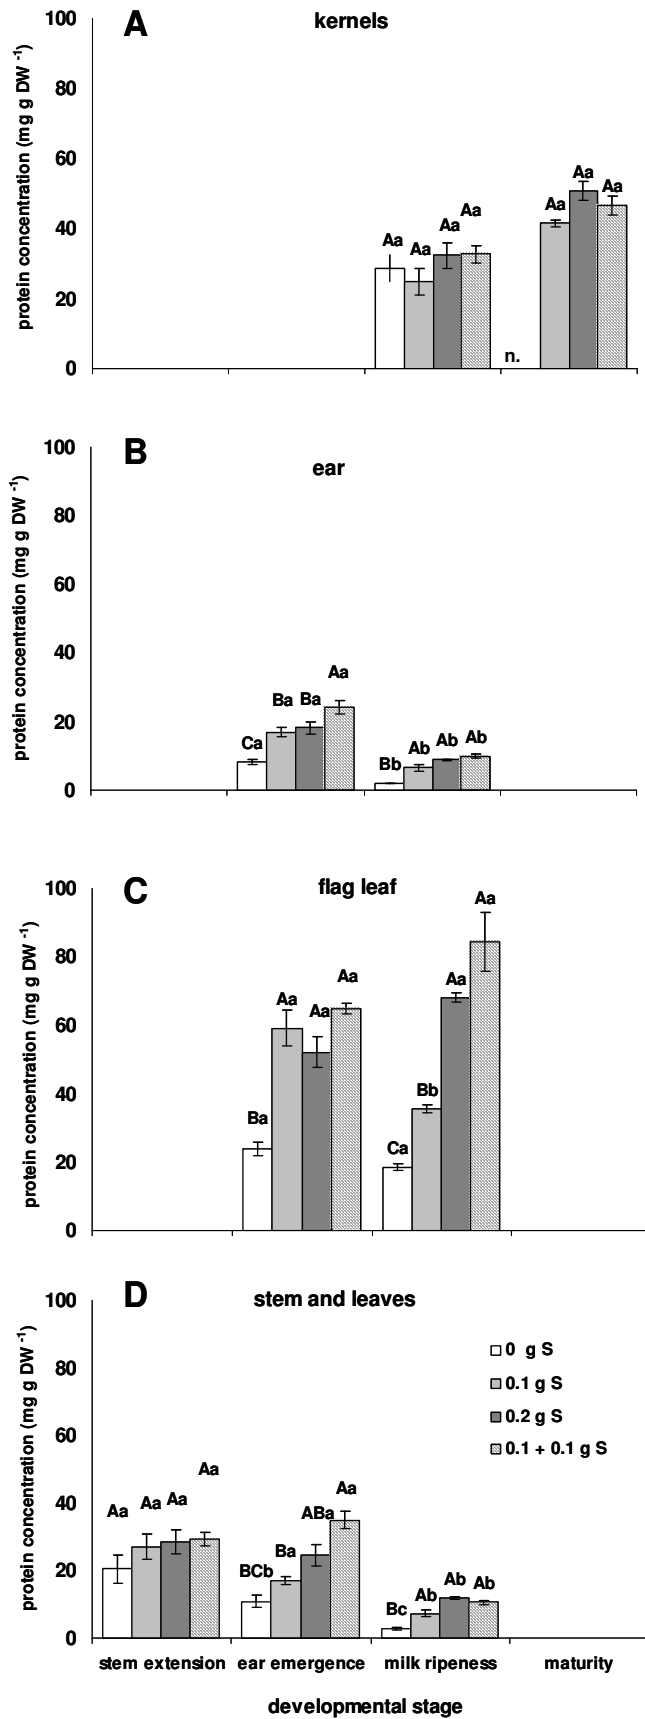 A
kernels
protein concentration (mg g DW⁻¹)
100
80
60
40
20
0
Aa
Aa
Aa
Aa
n.
Aa
Aa
Aa
B
ear
protein concentration (mg g DW⁻¹)
100
80
60
40
20
0
Ca
Ba
Ba
Aa
Bb
Ab
Ab
Ab
C
flag leaf
protein concentration (mg g DW⁻¹)
100
80
60
40
20
0
Ba
Aa
Aa
Aa
Ca
Bb
Aa
Aa
D
stem and leaves
protein concentration (mg g DW⁻¹)
100
80
60
40
20
0
0 g S
0.1 g S
0.2 g S
0.1 + 0.1 g S
Aa
Aa
Aa
Aa
BCb
Ba
ABa
Aa
Bc
Ab
Ab
Ab
stem extension ear emergence milk ripeness maturity
developmental stage